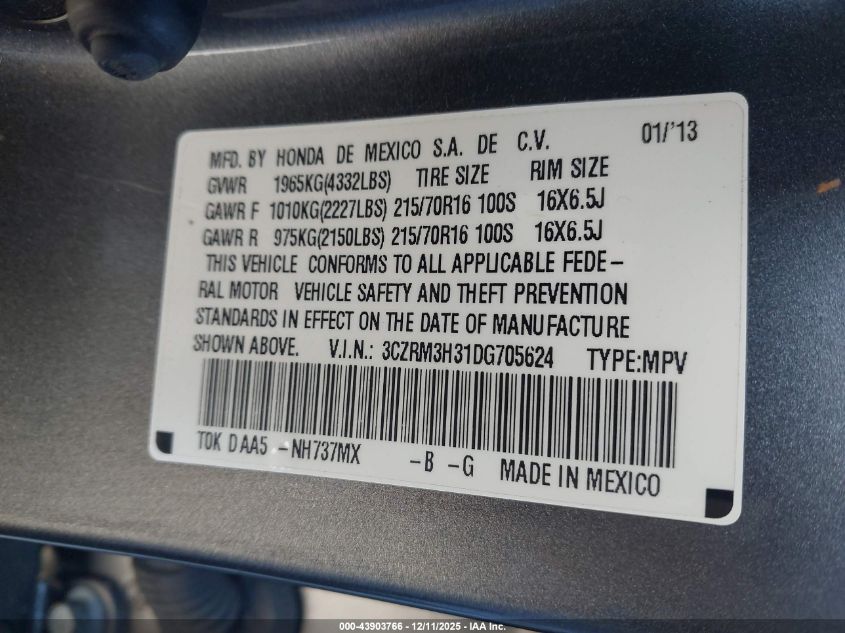 01/'13
MFD. BY HONDA DE MEXICO S.A. DE C.V.
GVWR 1965KG(4332LBS) TIRE SIZE RIM SIZE
GAWR F 1010KG(2227LBS) 215/70R16 100S 16X6.5J
GAWR R 975KG(2150LBS) 215/70R16 100S 16X6.5J
THIS VEHICLE CONFORMS TO ALL APPLICABLE FEDE-
RAL MOTOR VEHICLE SAFETY AND THEFT PREVENTION
STANDARDS IN EFFECT ON THE DATE OF MANUFACTURE
SHOWN ABOVE. V.I.N.: 3CZRM3H31DG705624 TYPE:MPV
T0K D AA5 -NH737MX -B -G MADE IN MEXICO
000-43903766 - 12/11/2025 - IAA Inc.